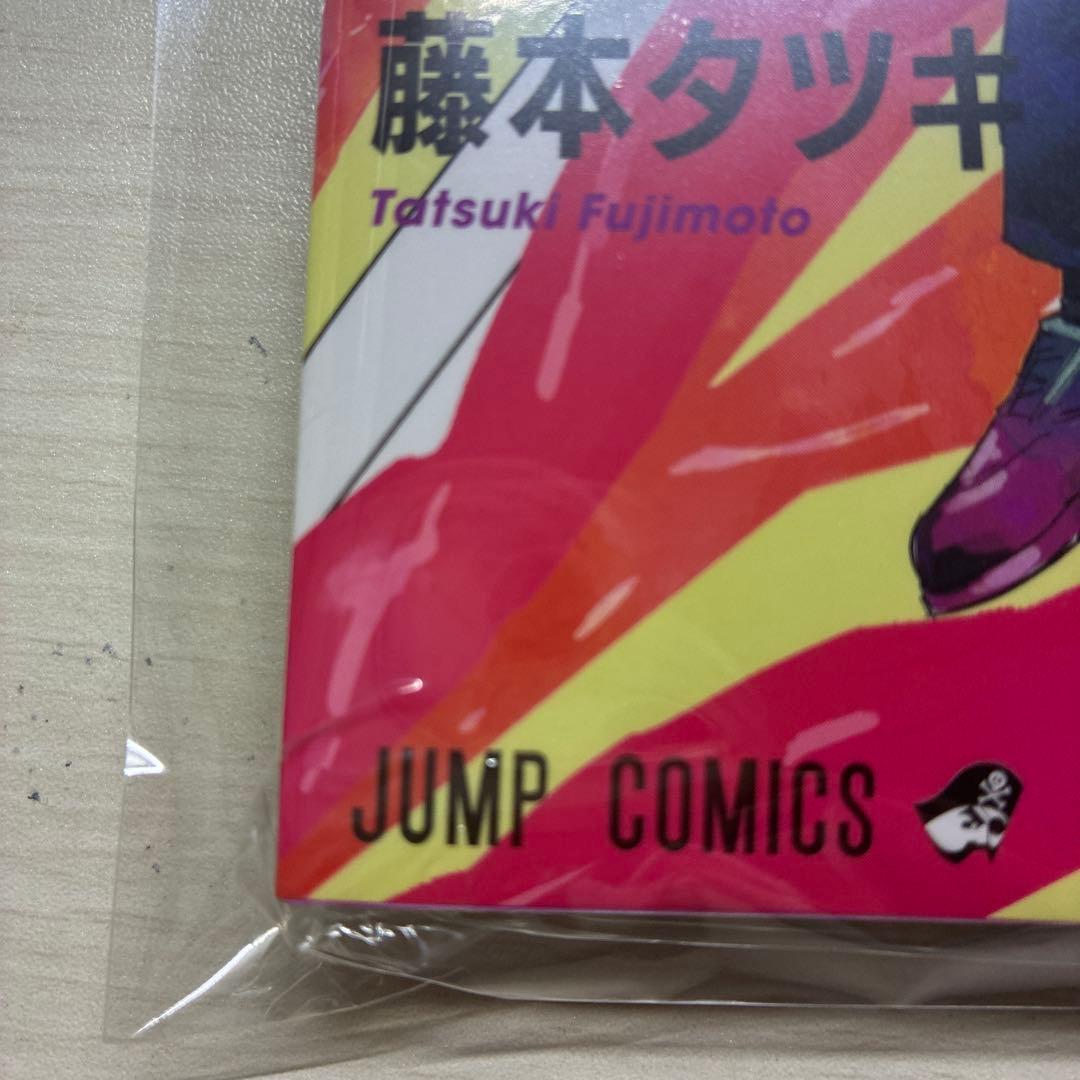 藤本タツキ
Tatsuki Fujimoto
JUMP COMICS